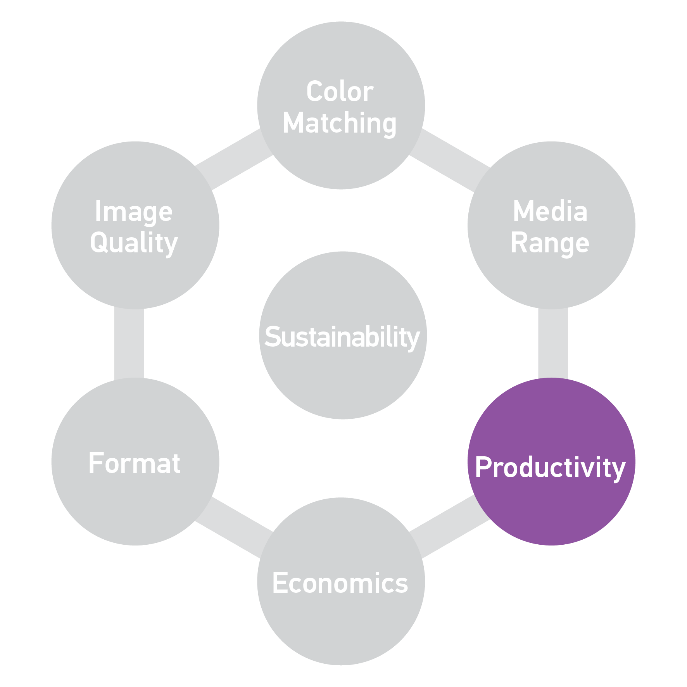 Color
Matching
Image
Quality
Media
Range
Sustainability
Format
Productivity
Economics